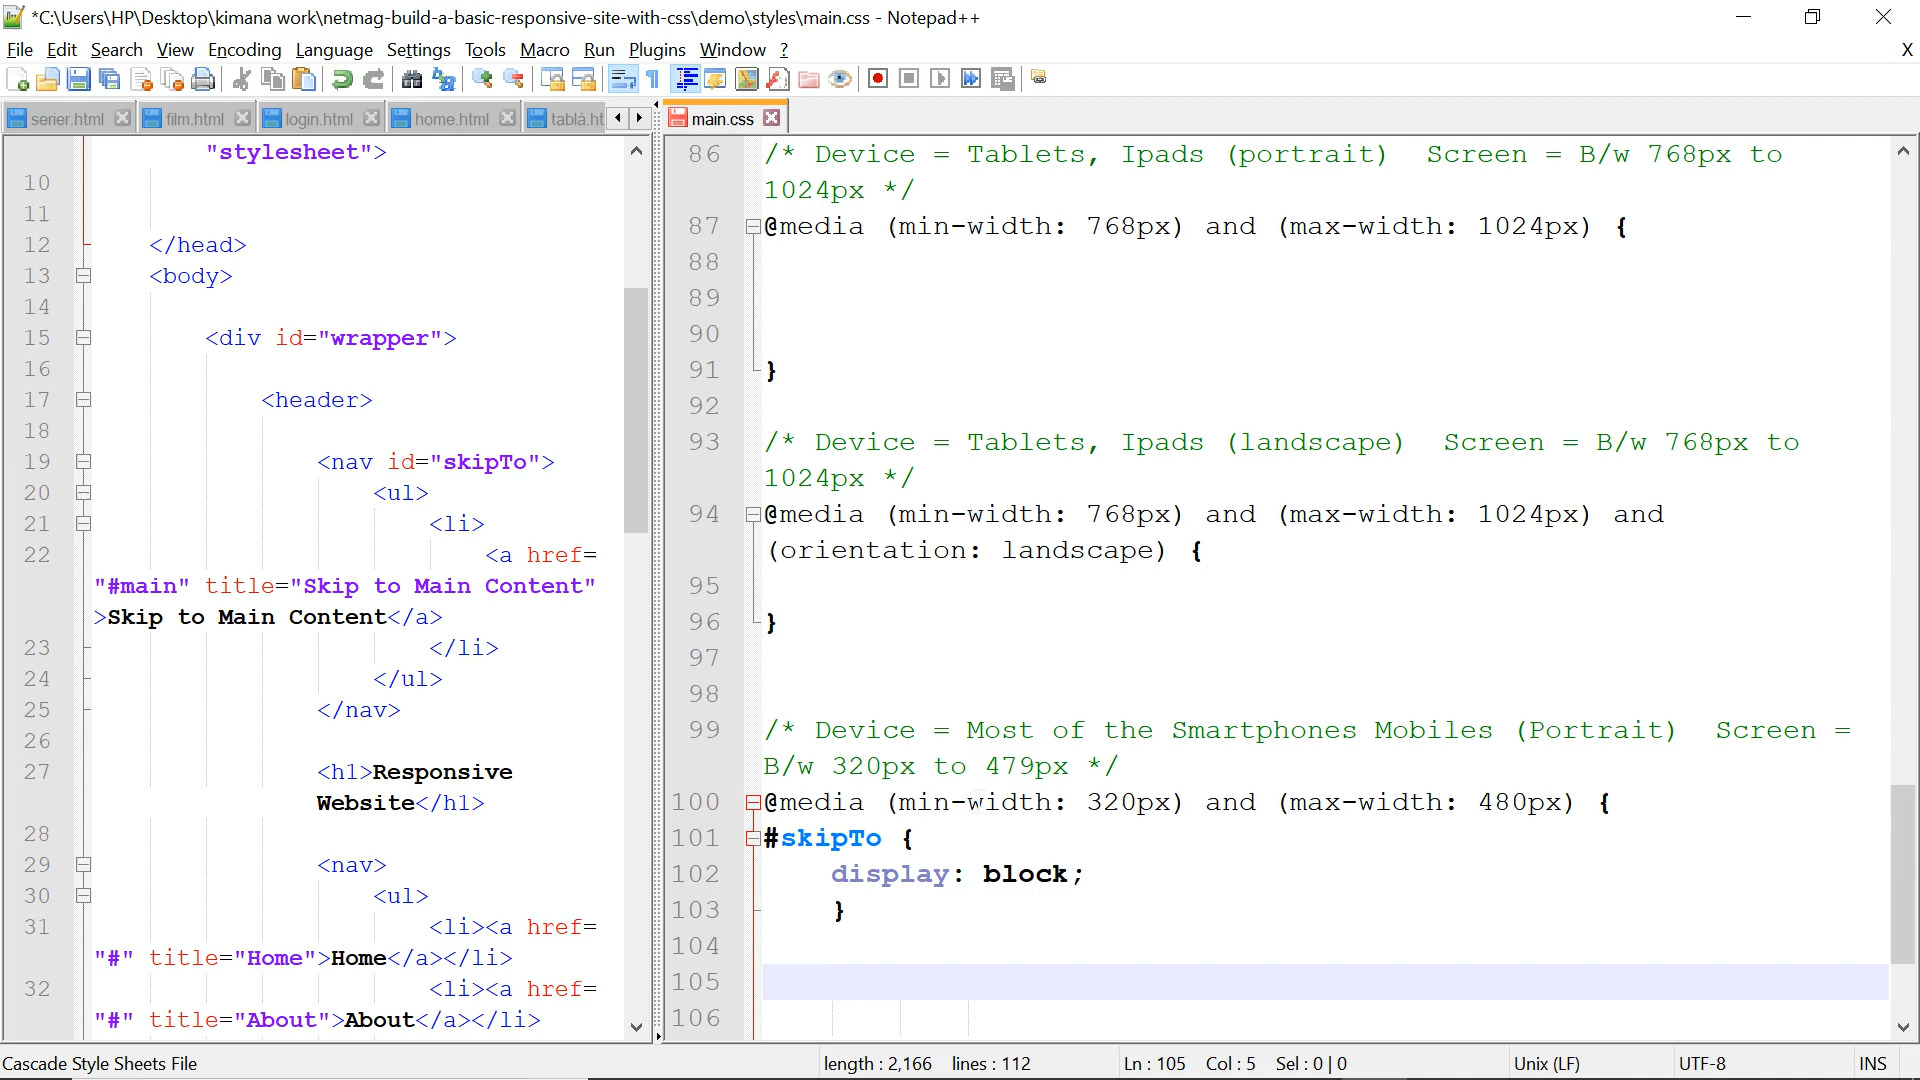 *C:\Users\HP\Desktop\kimana work\netmag-build-a-basic-responsive-site-with-css\demo\styles\main.css - Notepad++
File Edit Search View Encoding Language Settings Tools Macro Run Plugins Window ? X
serier.html film.html login.html home.html tablá.ht
"stylesheet">
10
11
12 </head>
13 <body>
14
15 <div id="wrapper">
16
17 <header>
18
19 <nav id="skipTo">
20 <ul>
21 <li>
22 <a href=
"#main" title="Skip to Main Content"
>Skip to Main Content</a>
23 </li>
24 </ul>
25 </nav>
26
27 <h1>Responsive
Website</h1>
28
29 <nav>
30 <ul>
31 <li><a href=
"#" title="Home">Home</a></li>
32 <li><a href=
"#" title="About">About</a></li>
main.css
86 /* Device = Tablets, Ipads (portrait)  Screen = B/w 768px to
1024px */
87 @media (min-width: 768px) and (max-width: 1024px) {
88
89
90
91 }
92
93 /* Device = Tablets, Ipads (landscape)  Screen = B/w 768px to
1024px */
94 @media (min-width: 768px) and (max-width: 1024px) and
(orientation: landscape) {
95
96 }
97
98
99 /* Device = Most of the Smartphones Mobiles (Portrait)  Screen =
B/w 320px to 479px */
100 @media (min-width: 320px) and (max-width: 480px) {
101 #skipTo {
102 display: block;
103 }
104
105
106
Cascade Style Sheets File length : 2,166 lines : 112 Ln : 105 Col : 5 Sel : 0 | 0 Unix (LF) UTF-8 INS